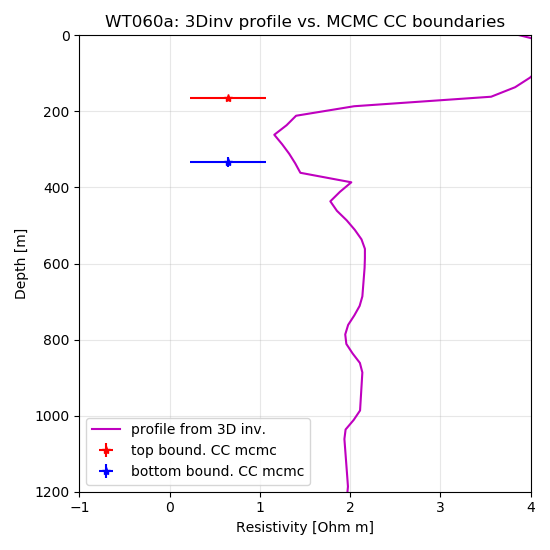 WT060a: 3Dinv profile vs. MCMC CC boundaries
0
200
400
600
800
1000
1200
Depth [m]
profile from 3D inv.
top bound. CC mcmc
bottom bound. CC mcmc
−1 0 1 2 3 4
Resistivity [Ohm m]